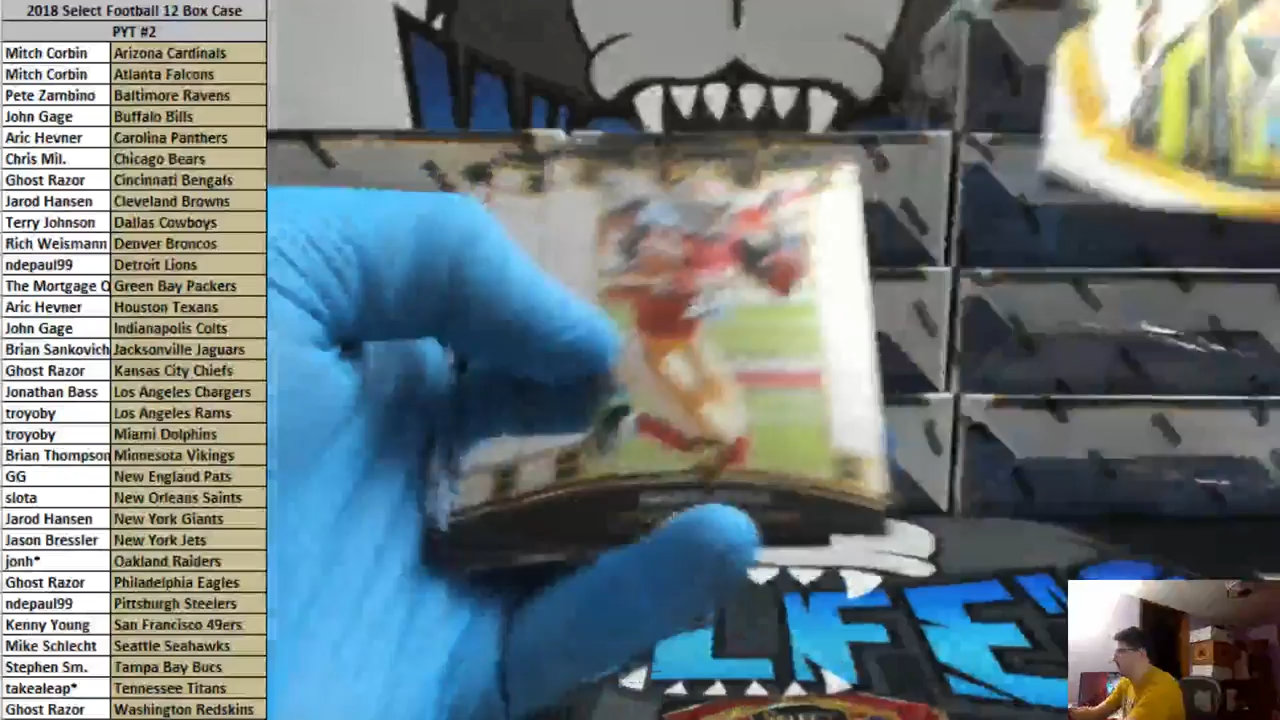 2018 Select Football 12 Box Case
PYT #2
Mitch Corbin Arizona Cardinals
Mitch Corbin Atlanta Falcons
Pete Zambino Baltimore Ravens
John Gage Buffalo Bills
Aric Hevner Carolina Panthers
Chris Mil. Chicago Bears
Ghost Razor Cincinnati Bengals
Jarod Hansen Cleveland Browns
Terry Johnson Dallas Cowboys
Rich Weismann Denver Broncos
ndepaul99 Detroit Lions
The Mortgage Green Bay Packers
Aric Hevner Houston Texans
John Gage Indianapolis Colts
Brian Sankovich Jacksonville Jaguars
Ghost Razor Kansas City Chiefs
Jonathan Bass Los Angeles Chargers
troyoby Los Angeles Rams
troyoby Miami Dolphins
Brian Thompson Minnesota Vikings
GG New England Pats
slota New Orleans Saints
Jarod Hansen New York Giants
Jason Bressler New York Jets
jonh* Oakland Raiders
Ghost Razor Philadelphia Eagles
ndepaul99 Pittsburgh Steelers
Kenny Young San Francisco 49ers
Mike Schlecht Seattle Seahawks
Stephen Sm. Tampa Bay Bucs
takealeap* Tennessee Titans
Ghost Razor Washington Redskins
LFE